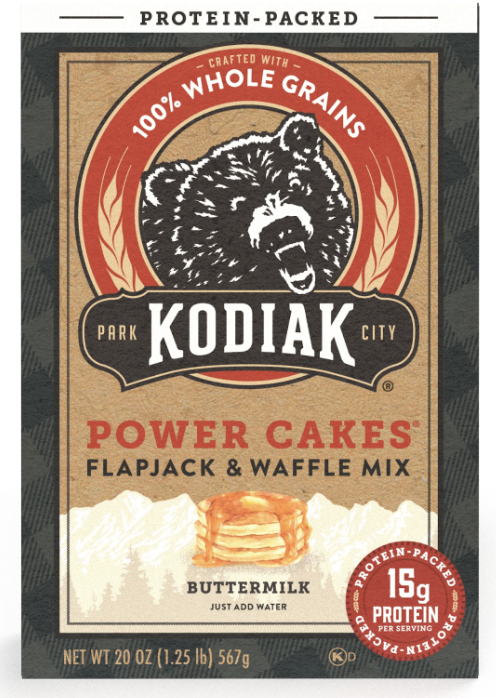 PROTEIN-PACKED
CRAFTED WITH
100% WHOLE GRAINS
PARK KODIAK CITY
®
POWER CAKES®
FLAPJACK & WAFFLE MIX
BUTTERMILK
JUST ADD WATER
PROTEIN-PACKED
15g
PROTEIN
PER SERVING
PROTEIN-PACKED
NET WT 20 OZ (1.25 lb) 567g
K D